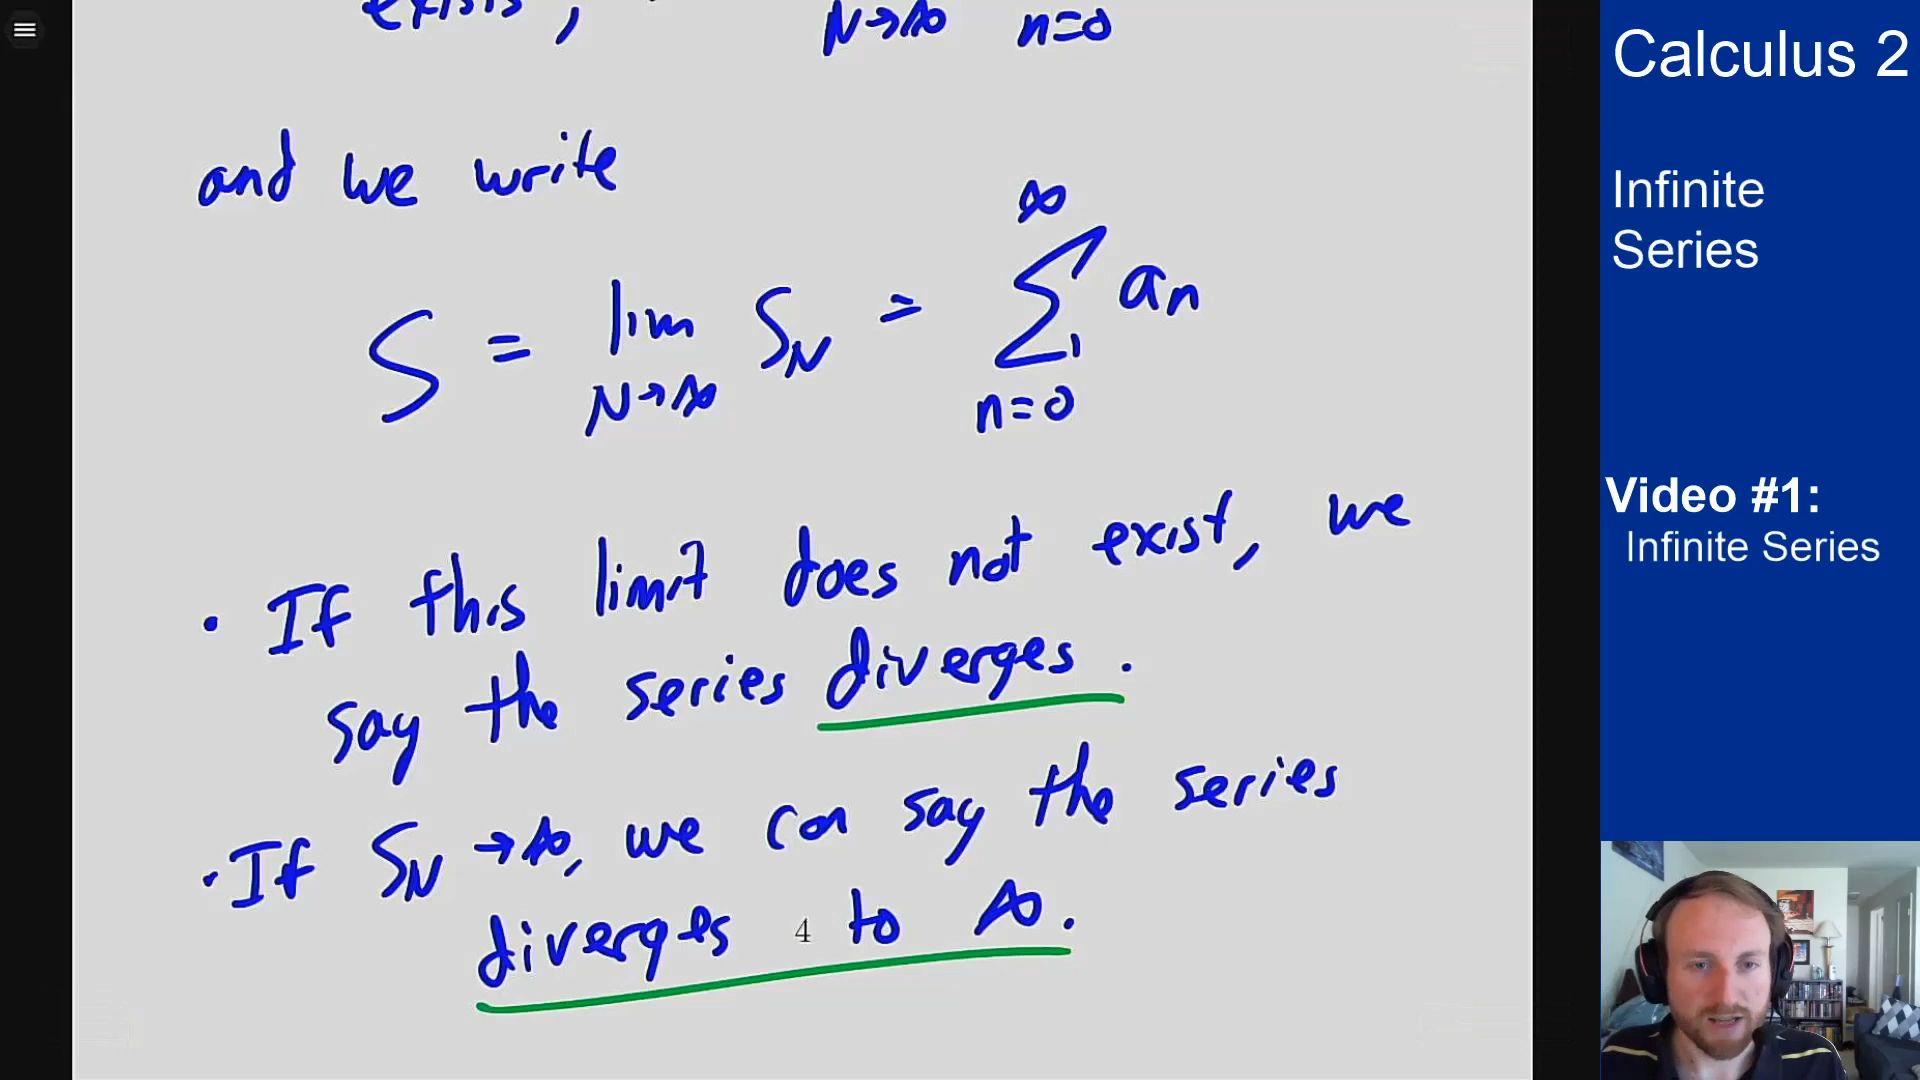 exists,
N→∞ n=0
and we write
S = lim N→∞ S_N = ∑ n=0 ∞ a_n
• If this limit does not exist, we
say the series diverges.
• If S_N → ∞, we can say the series
diverges to ∞.
4
Calculus 2
Infinite
Series
Video #1:
Infinite Series